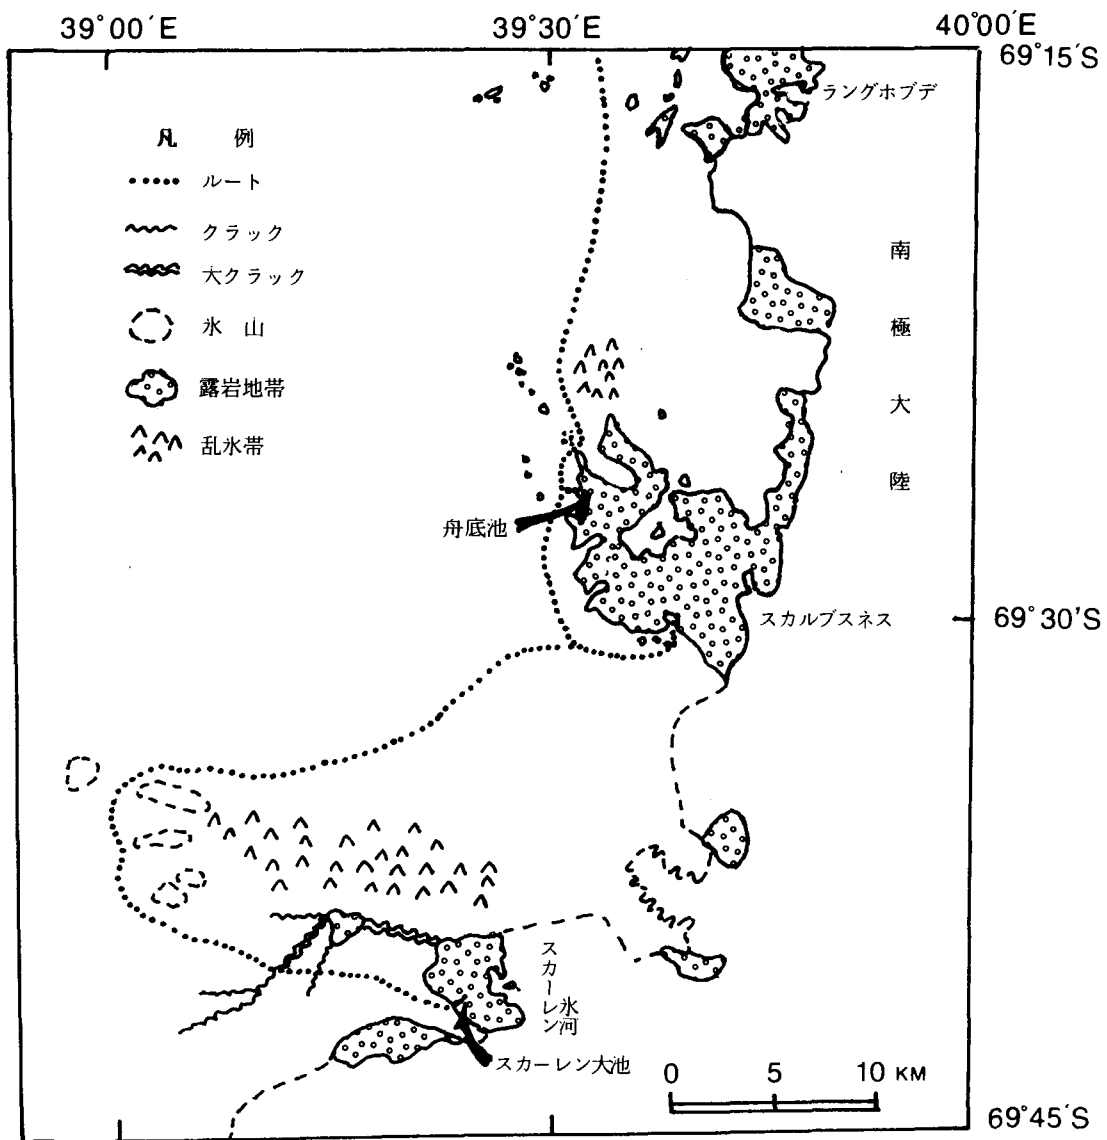 39°00′E
39°30′E
40°00′E
69°15′S
ラングホブデ
凡 例
ルート
クラック
大クラック
氷 山
露岩地帯
乱氷帯
南極大陸
舟底池
スカルブスネス
69°30′S
スカーレン氷河
スカーレン大池
0 5 10 KM
69°45′S